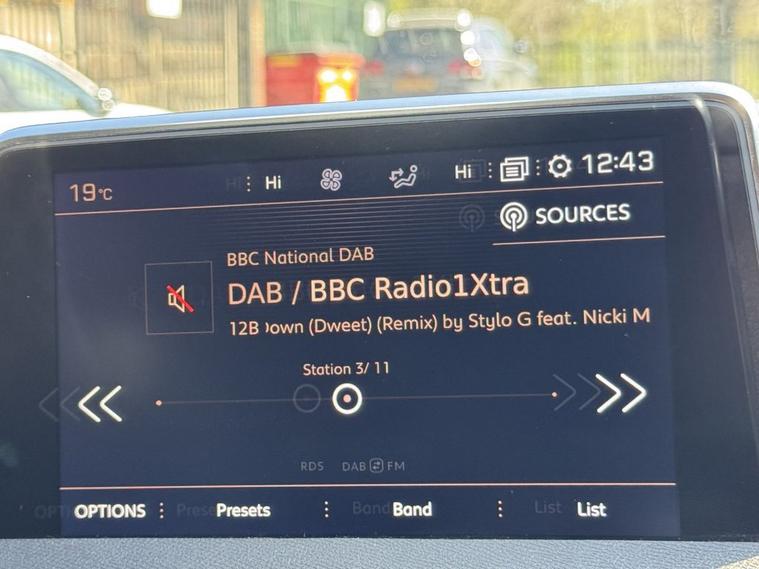 19°C Hi Hi 12:43
SOURCES
BBC National DAB
DAB / BBC Radio1Xtra
12B own (Dweet) (Remix) by Stylo G feat. Nicki M
Station 3/ 11
RDS DAB FM
OPTIONS Presets Band List